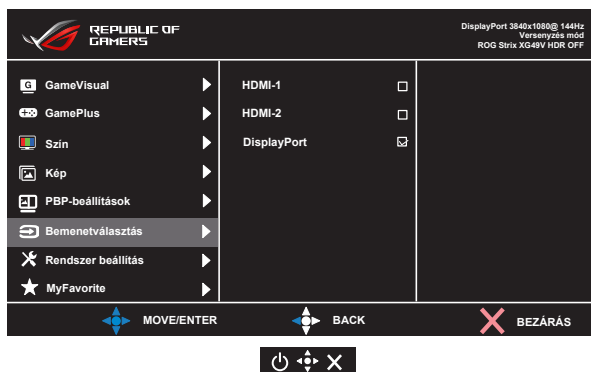 REPUBLIC OF
GAMERS
DisplayPort 3840x1080@ 144Hz
Versenyzés mód
ROG Strix XG49V HDR OFF
G GameVisual
GamePlus
Szín
Kép
PBP-beállítások
Bemenetválasztás
Rendszer beállítás
MyFavorite
HDMI-1
HDMI-2
DisplayPort
MOVE/ENTER
BACK
BEZÁRÁS